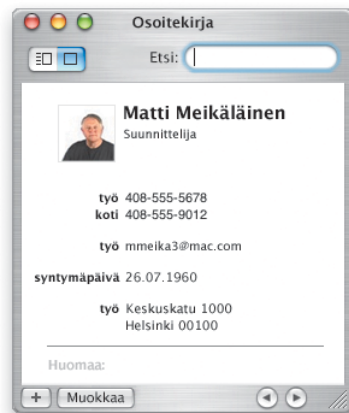 Osoitekirja
Etsi:
Matti Meikäläinen
Suunnittelija
työ 408-555-5678
koti 408-555-9012
työ mmeika3@mac.com
syntymäpäivä 26.07.1960
työ Keskuskatu 1000
Helsinki 00100
Huomaa:
+ Muokkaa